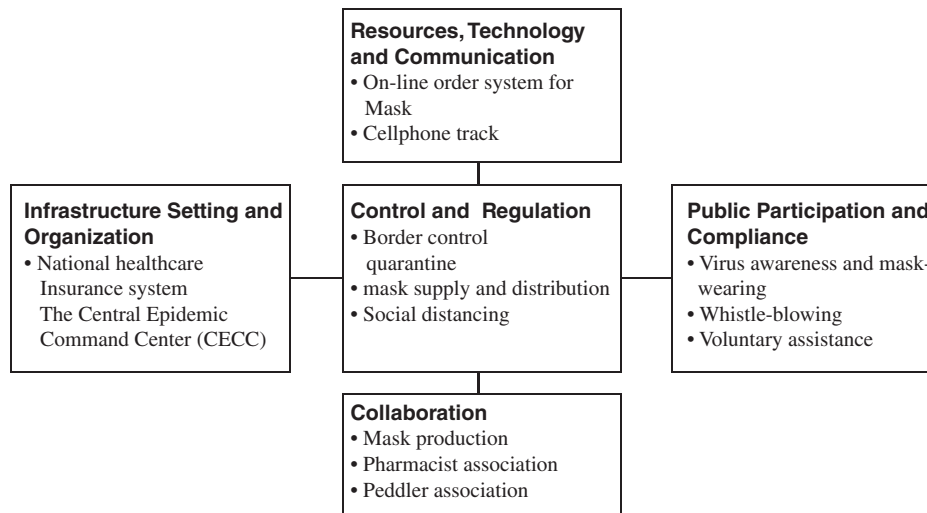 Resources, Technology
and Communication
• On-line order system for
Mask
• Cellphone track
Infrastructure Setting and
Organization
• National healthcare
Insurance system
The Central Epidemic
Command Center (CECC)
Control and Regulation
• Border control
quarantine
• mask supply and distribution
• Social distancing
Public Participation and
Compliance
• Virus awareness and mask-
wearing
• Whistle-blowing
• Voluntary assistance
Collaboration
• Mask production
• Pharmacist association
• Peddler association